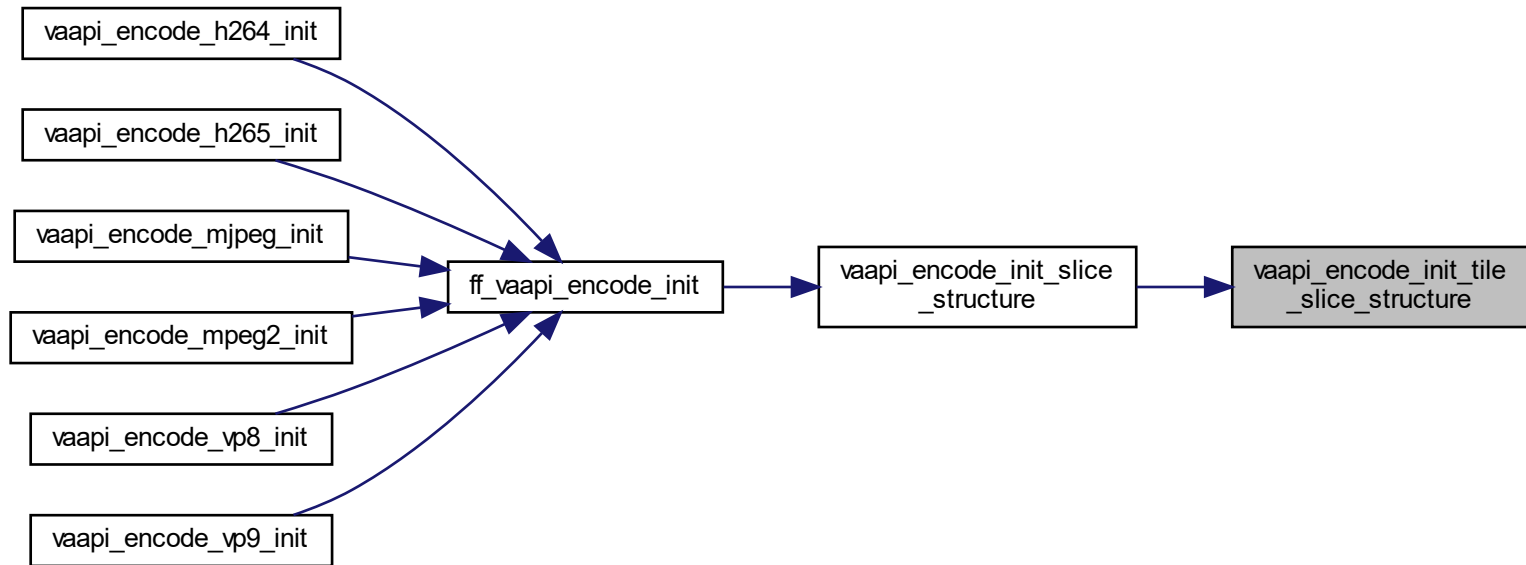 vaapi_encode_h264_init
vaapi_encode_h265_init
vaapi_encode_mjpeg_init
vaapi_encode_mpeg2_init
vaapi_encode_vp8_init
vaapi_encode_vp9_init
ff_vaapi_encode_init
vaapi_encode_init_slice
_structure
vaapi_encode_init_tile
_slice_structure